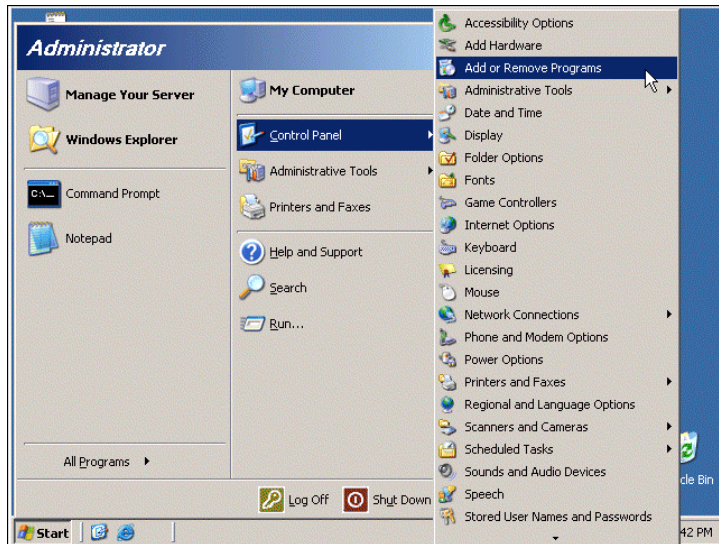 Administrator
Manage Your Server
Windows Explorer
C:\_
Command Prompt
Notepad
All Programs
My Computer
Control Panel
Administrative Tools
Printers and Faxes
Help and Support
Search
Run...
Log Off
Shut Down
Accessibility Options
Add Hardware
Add or Remove Programs
Administrative Tools
Date and Time
Display
Folder Options
Fonts
Game Controllers
Internet Options
Keyboard
Licensing
Mouse
Network Connections
Phone and Modem Options
Power Options
Printers and Faxes
Regional and Language Options
Scanners and Cameras
Scheduled Tasks
Sounds and Audio Devices
Speech
Stored User Names and Passwords
cle Bin
Start
42 PM